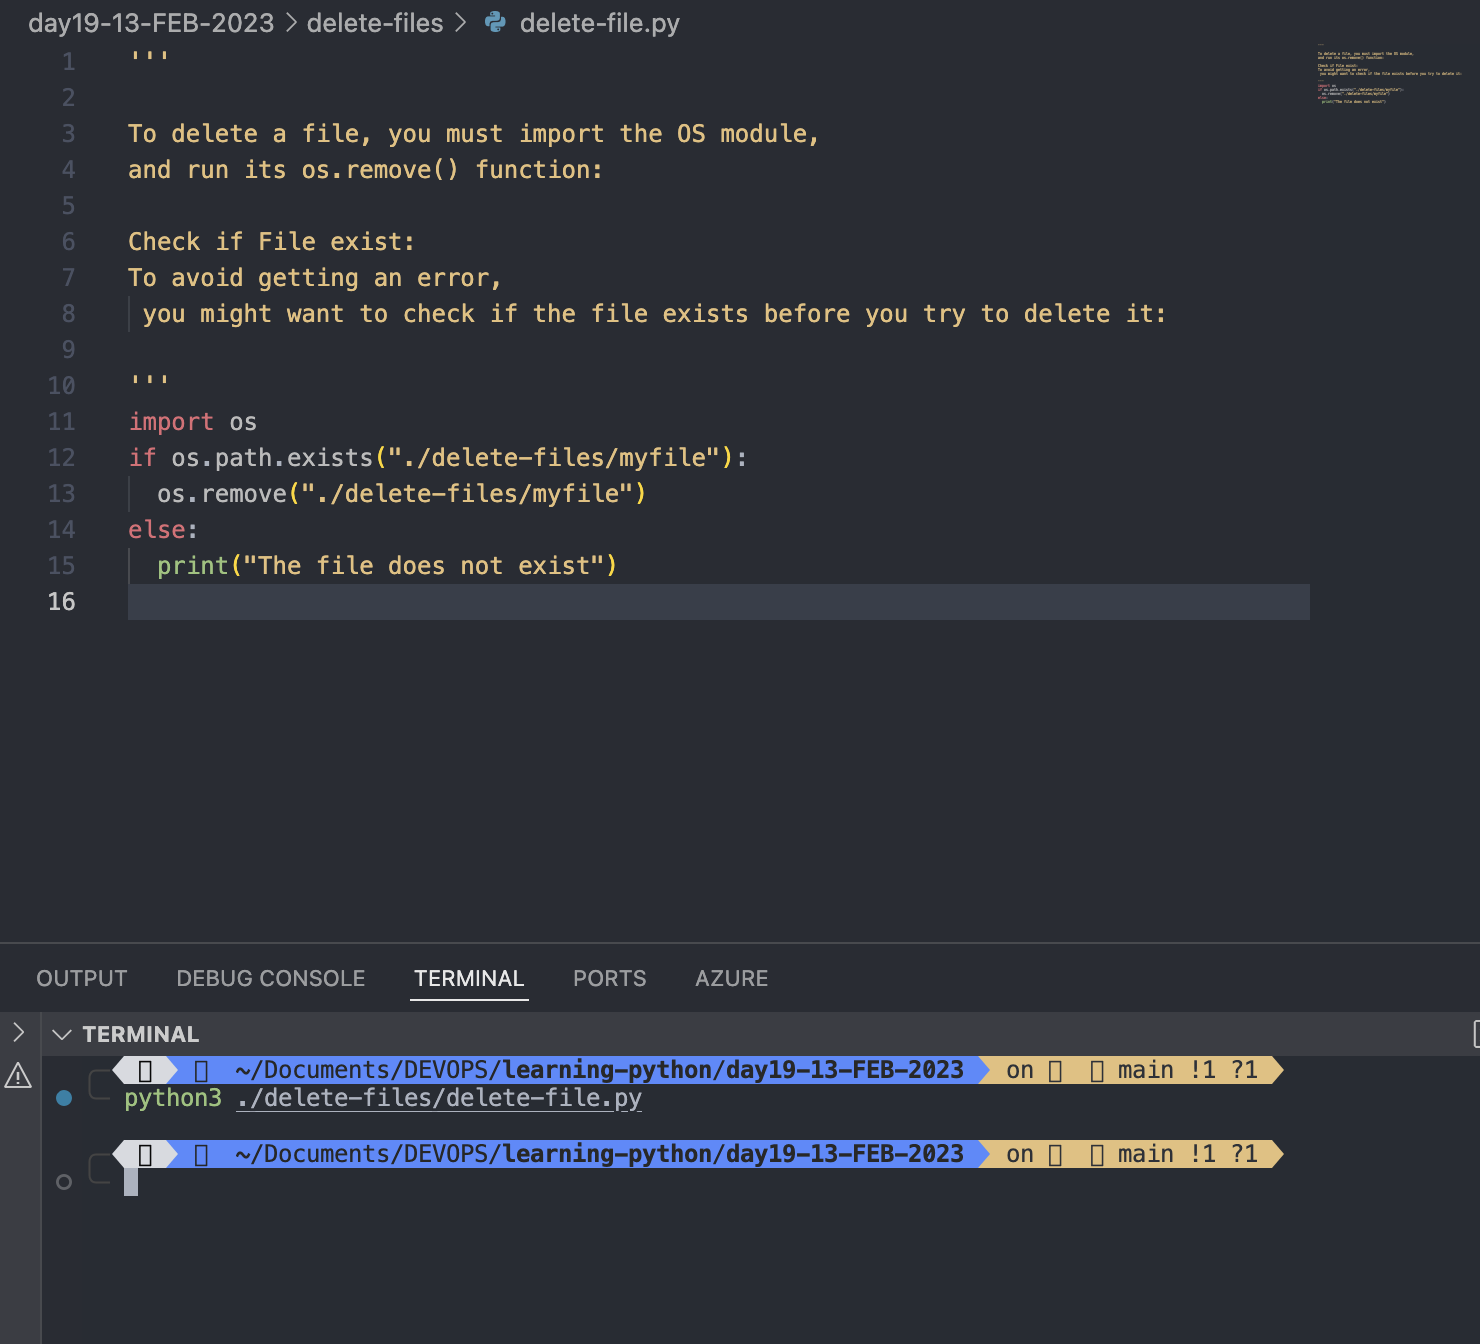 day19-13-FEB-2023 > delete-files > delete-file.py
1 '''
2
3 To delete a file, you must import the OS module,
4 and run its os.remove() function:
5
6 Check if File exist:
7 To avoid getting an error,
8  you might want to check if the file exists before you try to delete it:
9
10 '''
11 import os
12 if os.path.exists("./delete-files/myfile"):
13   os.remove("./delete-files/myfile")
14 else:
15   print("The file does not exist")
16
OUTPUT DEBUG CONSOLE TERMINAL PORTS AZURE
TERMINAL
~/Documents/DEVOPS/learning-python/day19-13-FEB-2023 on main !1 ?1
python3 ./delete-files/delete-file.py
~/Documents/DEVOPS/learning-python/day19-13-FEB-2023 on main !1 ?1